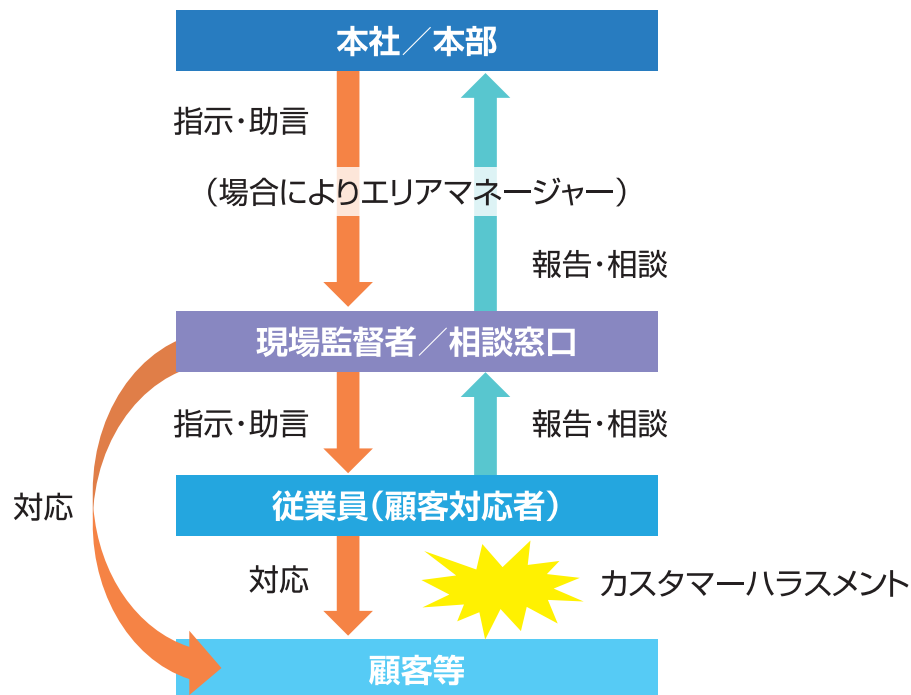 本社／本部
指示・助言
（場合によりエリアマネージャー）
報告・相談
現場監督者／相談窓口
指示・助言
報告・相談
対応
従業員（顧客対応者）
対応
カスタマーハラスメント
顧客等